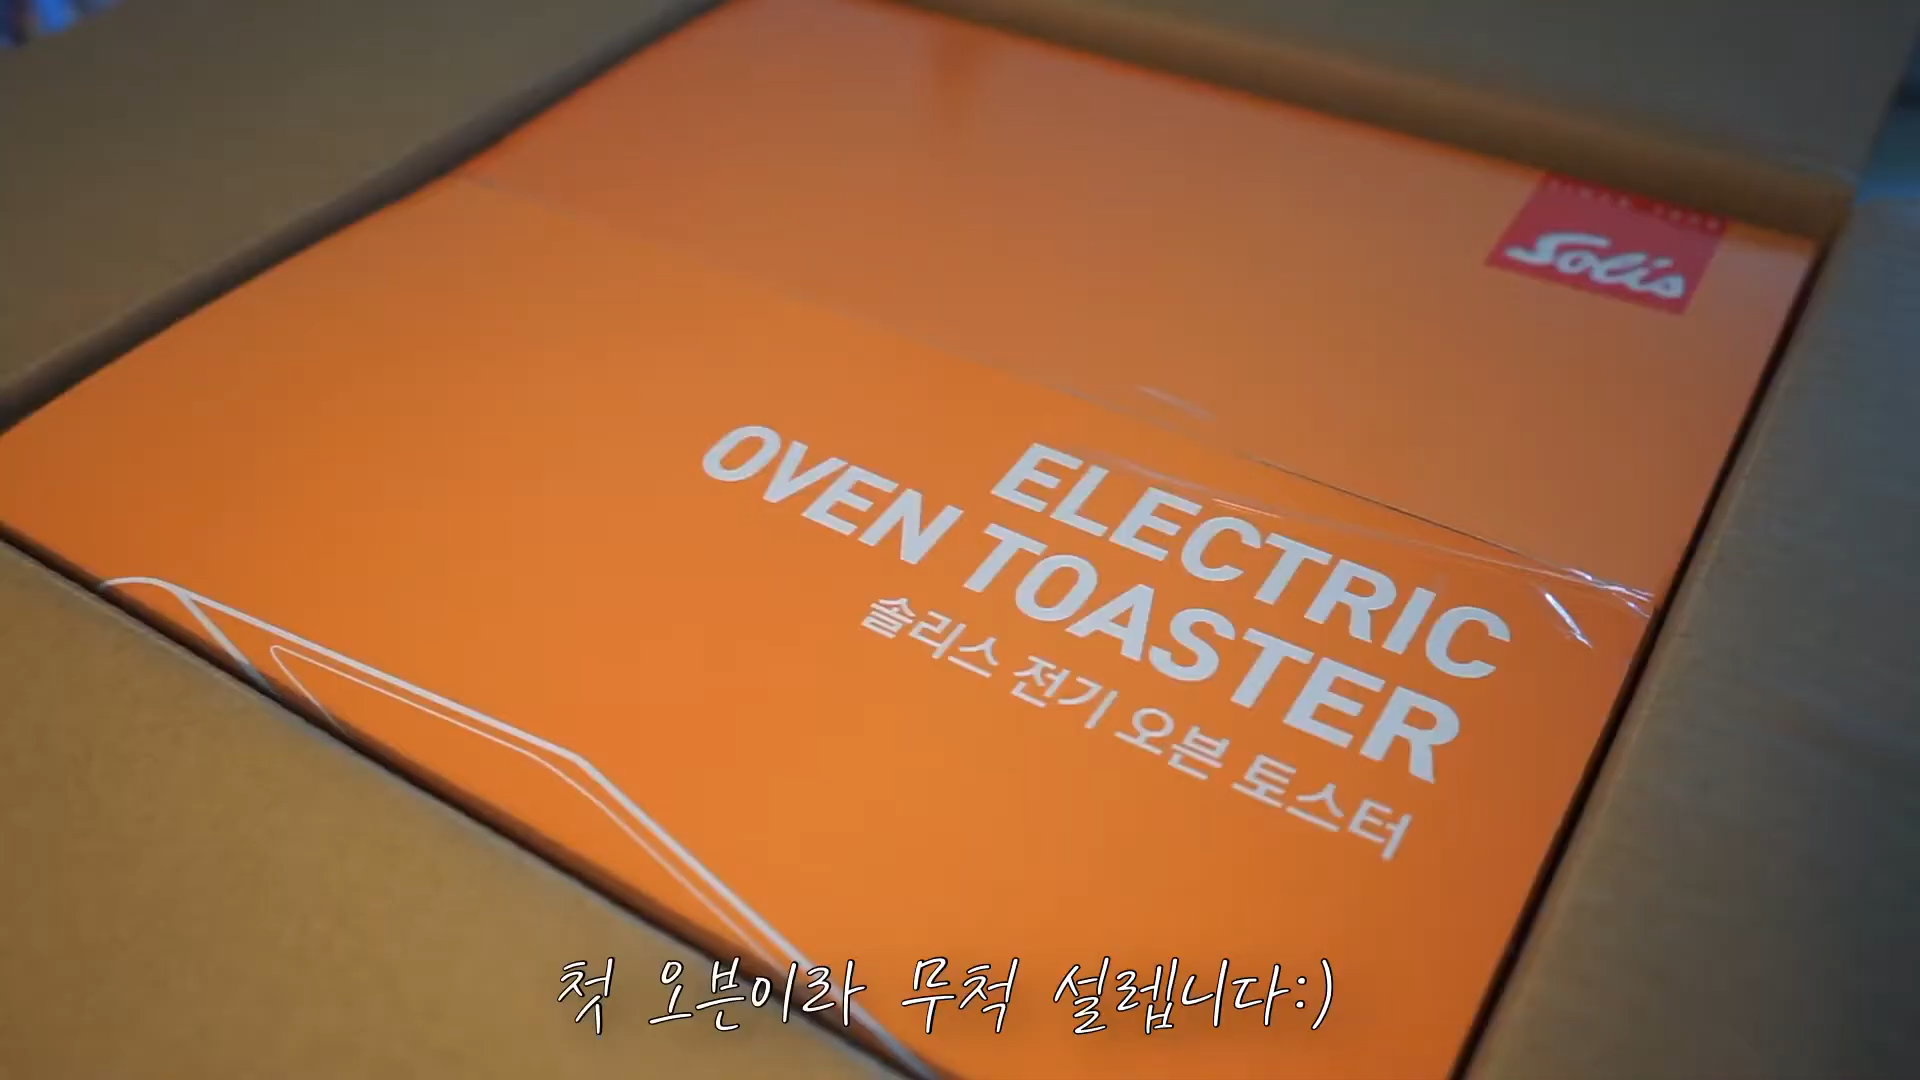 Solis
ELECTRIC
OVEN TOASTER
솔리스 전기 오븐 토스터
첫 오븐이라 무척 설렙니다:)